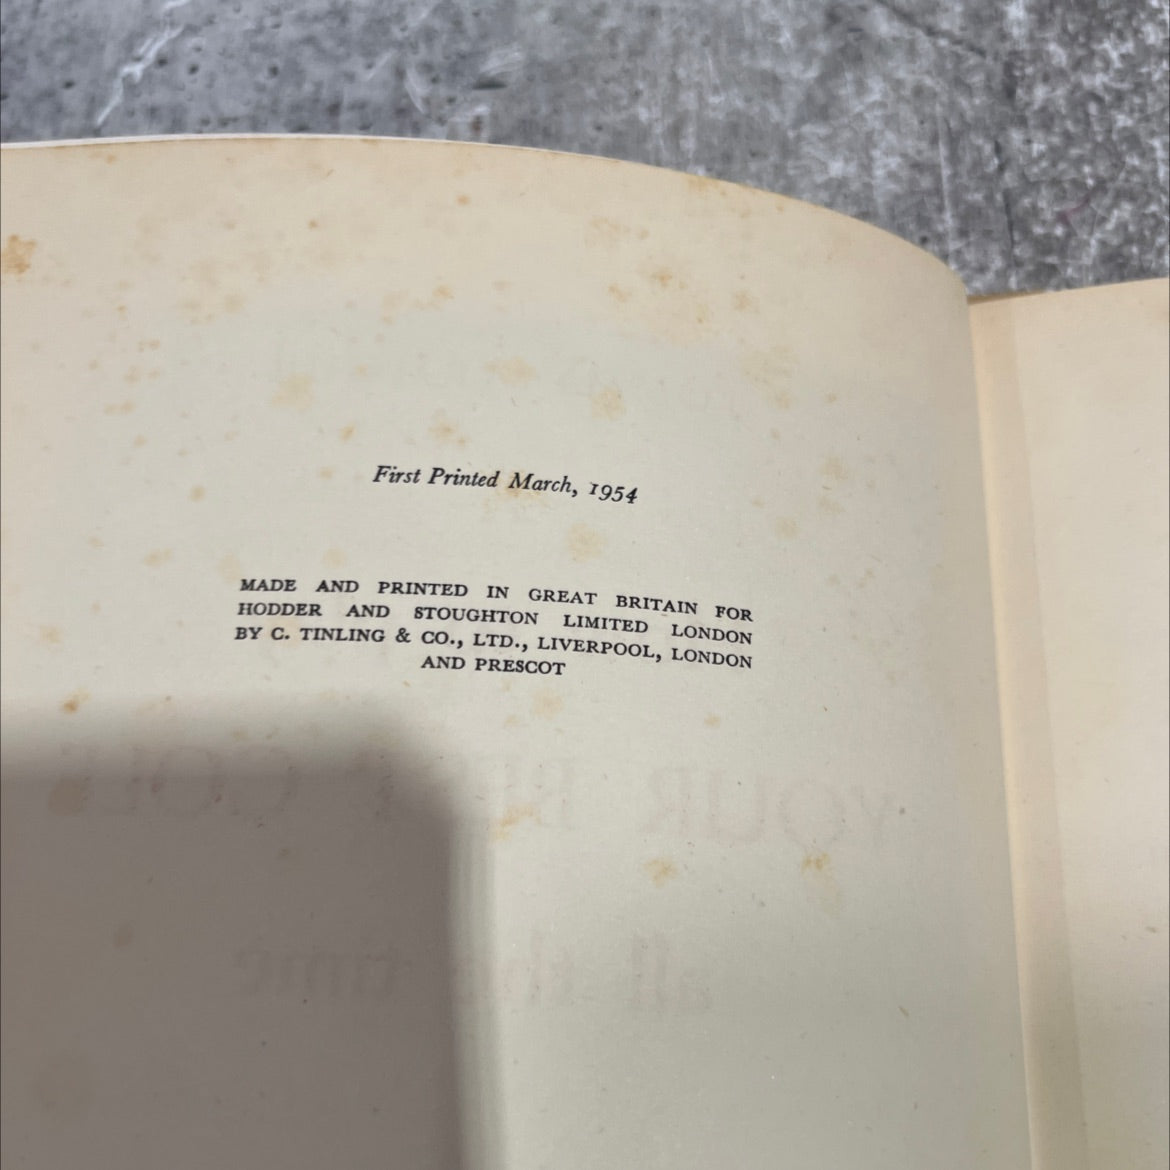 First Printed March, 1954
MADE AND PRINTED IN GREAT BRITAIN FOR
HODDER AND STOUGHTON LIMITED LONDON
BY C. TINLING & CO., LTD., LIVERPOOL, LONDON
AND PRESCOT